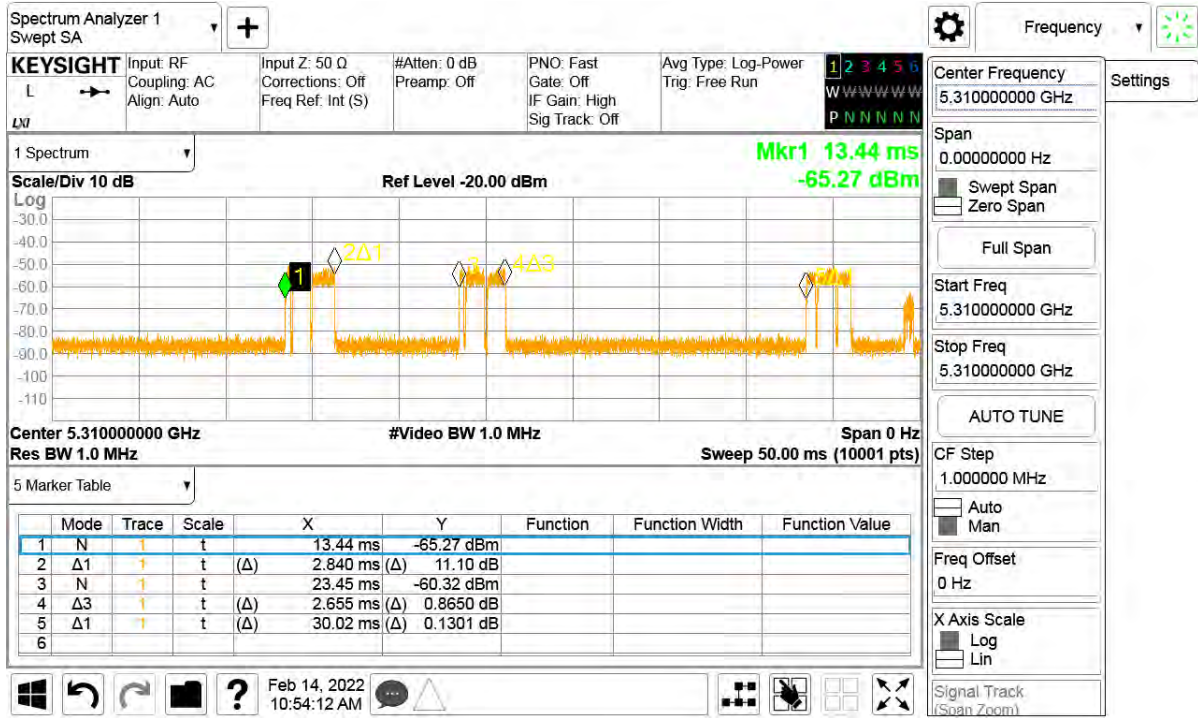 Spectrum Analyzer 1
Swept SA
Frequency
KEYSIGHT
L
LXI
Input: RF
Coupling: AC
Align: Auto
Input Z: 50 Ω
Corrections: Off
Freq Ref: Int (S)
#Atten: 0 dB
Preamp: Off
PNO: Fast
Gate: Off
IF Gain: High
Sig Track: Off
Avg Type: Log-Power
Trig: Free Run
1 2 3 4 5 6
W W W W W W
P N N N N N
Center Frequency
5.310000000 GHz
Settings
1 Spectrum
Mkr1 13.44 ms
-65.27 dBm
Scale/Div 10 dB
Ref Level -20.00 dBm
Log
-30.0
-40.0
-50.0
-60.0
-70.0
-80.0
-90.0
-100
-110
1
2Δ1
3
4Δ3
Center 5.310000000 GHz
#Video BW 1.0 MHz
Span 0 Hz
Res BW 1.0 MHz
Sweep 50.00 ms (10001 pts)
Span
0.00000000 Hz
Swept Span
Zero Span
Full Span
Start Freq
5.310000000 GHz
Stop Freq
5.310000000 GHz
AUTO TUNE
CF Step
1.000000 MHz
Auto
Man
Freq Offset
0 Hz
X Axis Scale
Log
Lin
Signal Track
(Span Zoom)
5 Marker Table
Mode Trace Scale X Y Function Function Width Function Value
1 N 1 t 13.44 ms -65.27 dBm
2 Δ1 1 t (Δ) 2.840 ms (Δ) 11.10 dB
3 N 1 t 23.45 ms -60.32 dBm
4 Δ3 1 t (Δ) 2.655 ms (Δ) 0.8650 dB
5 Δ1 1 t (Δ) 30.02 ms (Δ) 0.1301 dB
6
?
Feb 14, 2022
10:54:12 AM